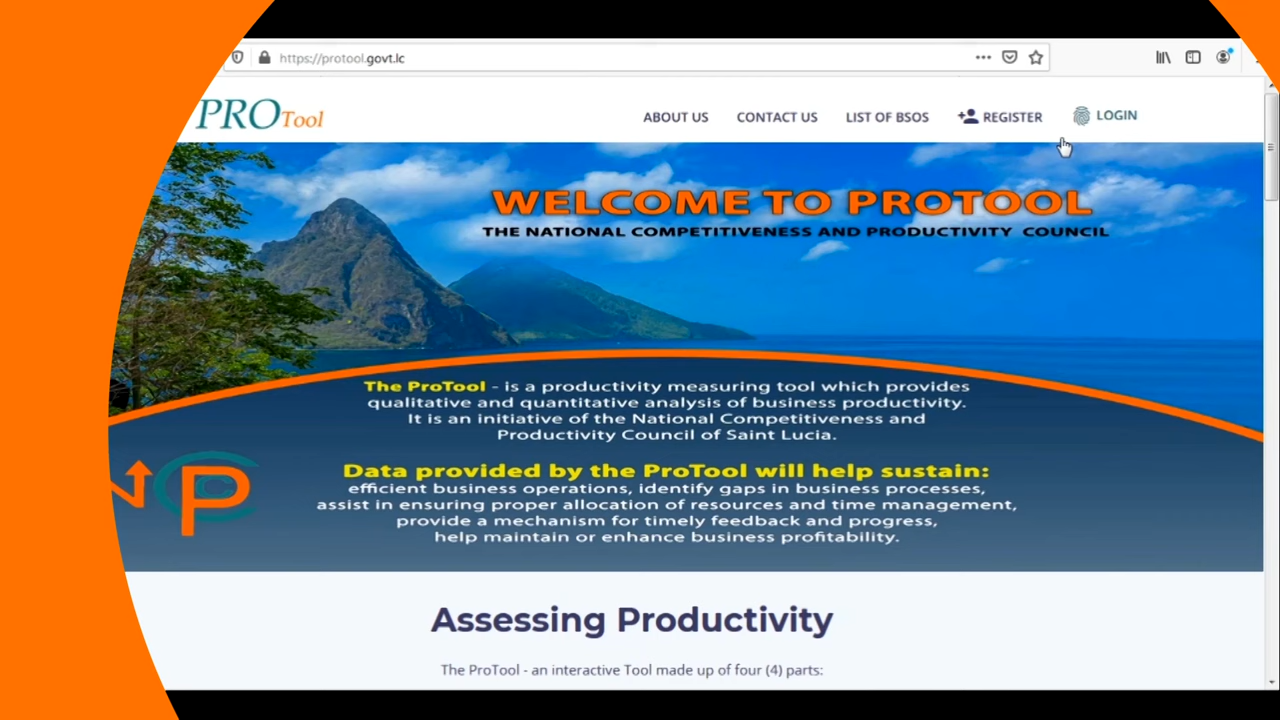 https://protool.govt.lc
PRO Tool
ABOUT US
CONTACT US
LIST OF BSOS
REGISTER
LOGIN
WELCOME TO PROTOOL
THE NATIONAL COMPETITIVENESS AND PRODUCTIVITY COUNCIL
The ProTool - is a productivity measuring tool which provides
qualitative and quantitative analysis of business productivity.
It is an initiative of the National Competitiveness and
Productivity Council of Saint Lucia.
Data provided by the ProTool will help sustain:
efficient business operations, identify gaps in business processes,
assist in ensuring proper allocation of resources and time management,
provide a mechanism for timely feedback and progress,
help maintain or enhance business profitability.
Assessing Productivity
The ProTool - an interactive Tool made up of four (4) parts: